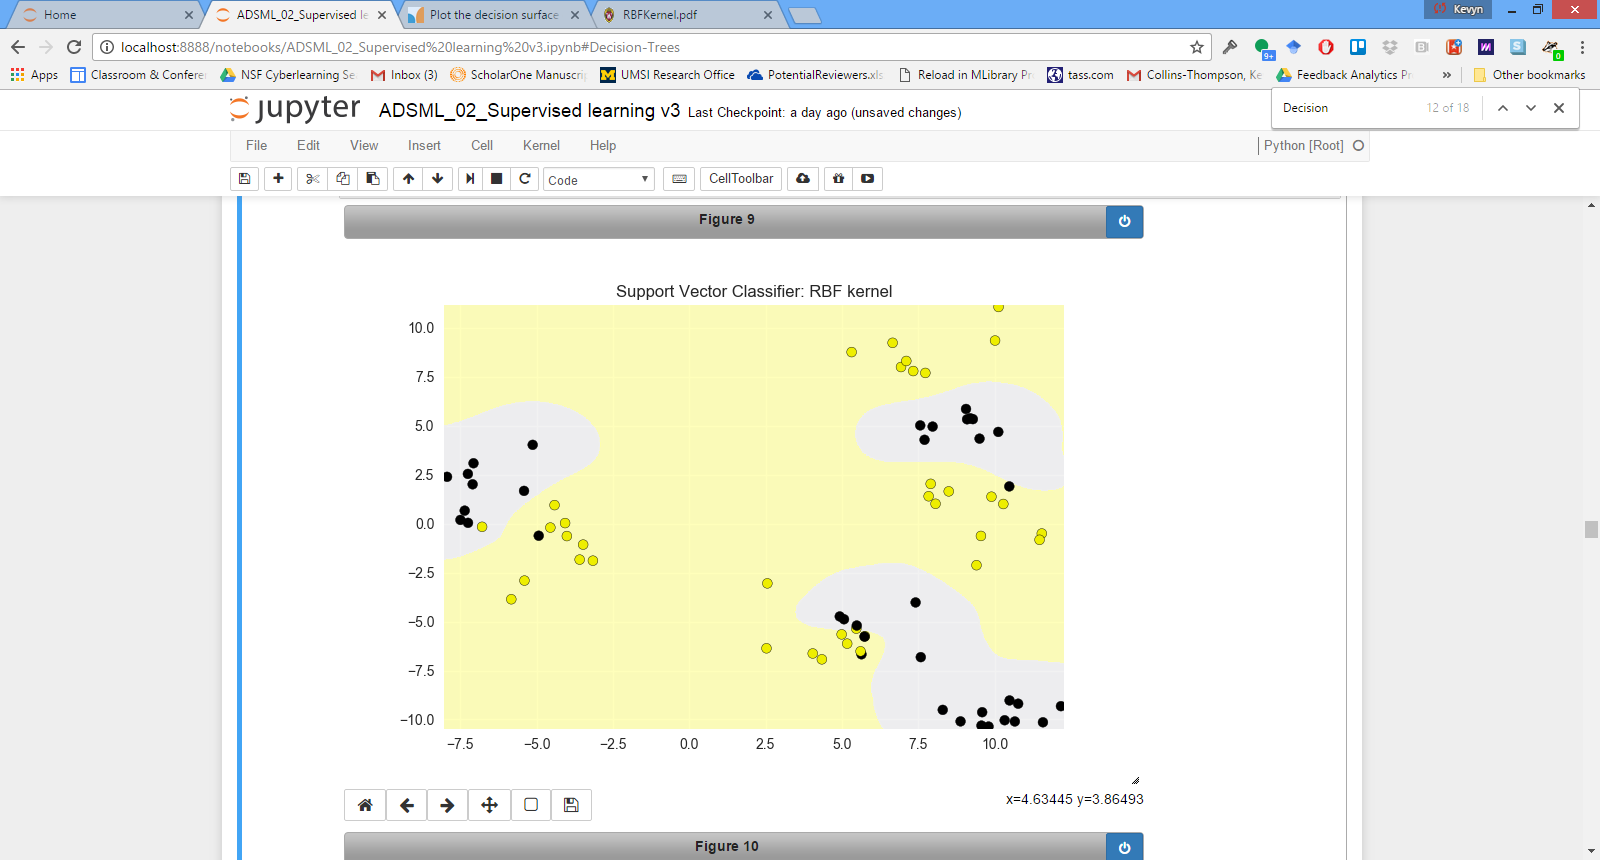 Home
ADSML_02_Supervised le
Plot the decision surface
RBFKernel.pdf
Kevyn
localhost:8888/notebooks/ADSML_02_Supervised%20learning%20v3.ipynb#Decision-Trees
9+
0
Apps
Classroom & Confere
NSF Cyberlearning Se
Inbox (3)
ScholarOne Manuscri
UMSI Research Office
PotentialReviewers.xls
Reload in MLibrary Pr
tass.com
Collins-Thompson, Ke
Feedback Analytics Pr
»
Other bookmarks
jupyter
ADSML_02_Supervised learning v3
Last Checkpoint: a day ago (unsaved changes)
Decision
12 of 18
File Edit View Insert Cell Kernel Help
Python [Root]
Code
CellToolbar
Figure 9
Support Vector Classifier: RBF kernel
10.0
7.5
5.0
2.5
0.0
−2.5
−5.0
−7.5
−10.0
−7.5 −5.0 −2.5 0.0 2.5 5.0 7.5 10.0
x=4.63445 y=3.86493
Figure 10